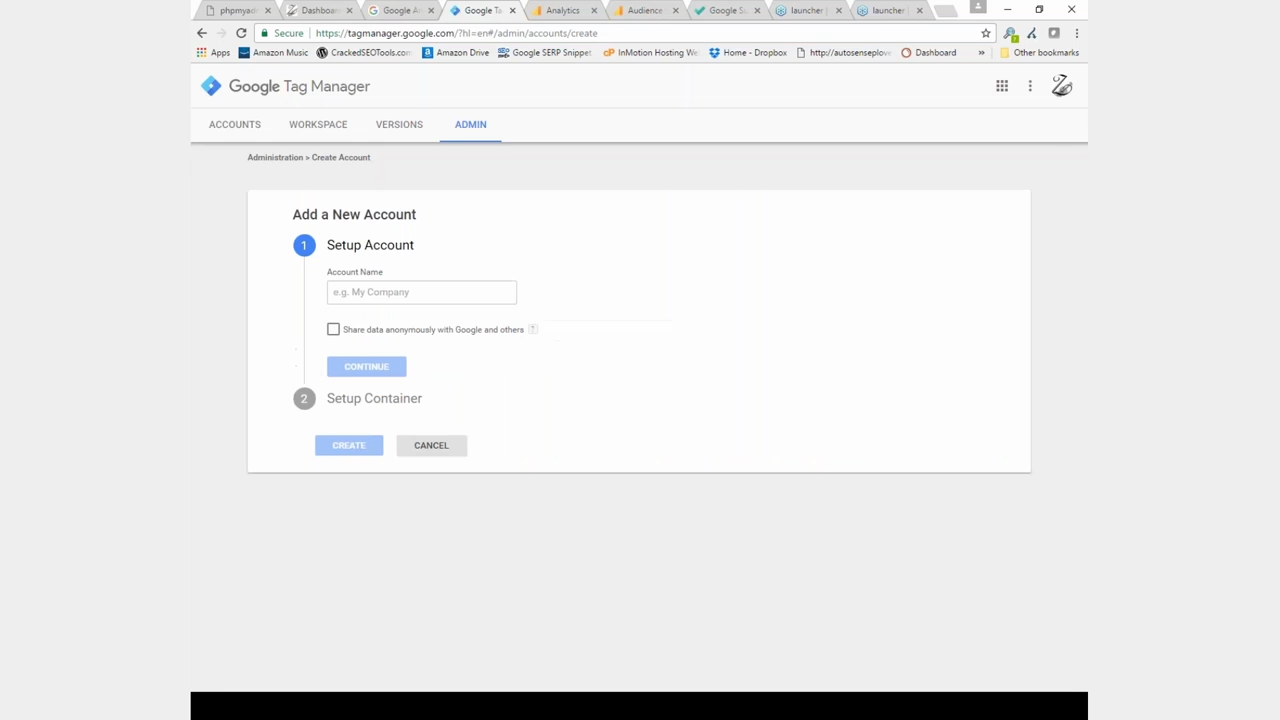 phpmyad
Dashboar
Google A
Google Ta
Analytics
Audience
Google Su
launcher |
launcher |
Secure
https://tagmanager.google.com/?hl=en#/admin/accounts/create
Apps
Amazon Music
CrackedSEOTools.com
Amazon Drive
Google SERP Snippet
InMotion Hosting We
Home - Dropbox
http://autosenseplov
Dashboard
»
Other bookmarks
Google Tag Manager
ACCOUNTS
WORKSPACE
VERSIONS
ADMIN
Administration > Create Account
Add a New Account
1
Setup Account
Account Name
e.g. My Company
Share data anonymously with Google and others ?
CONTINUE
2
Setup Container
CREATE
CANCEL